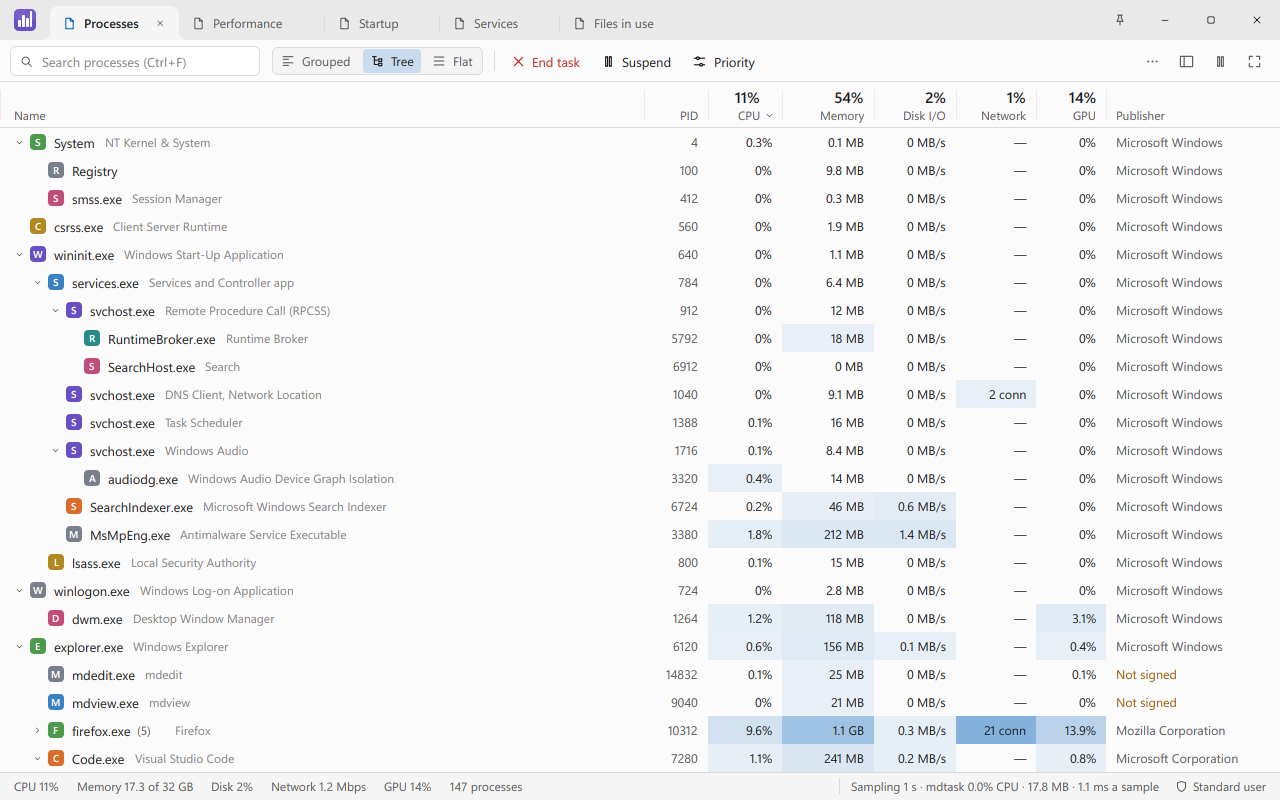 Processes × Performance Startup Services Files in use
Search processes (Ctrl+F) Grouped Tree Flat End task Suspend Priority
11% 54% 2% 1% 14%
Name PID CPU Memory Disk I/O Network GPU Publisher
S System NT Kernel & System 4 0.3% 0.1 MB 0 MB/s — 0% Microsoft Windows
R Registry 100 0% 9.8 MB 0 MB/s — 0% Microsoft Windows
S smss.exe Session Manager 412 0% 0.3 MB 0 MB/s — 0% Microsoft Windows
C csrss.exe Client Server Runtime 560 0% 1.9 MB 0 MB/s — 0% Microsoft Windows
W wininit.exe Windows Start-Up Application 640 0% 1.1 MB 0 MB/s — 0% Microsoft Windows
S services.exe Services and Controller app 784 0% 6.4 MB 0 MB/s — 0% Microsoft Windows
S svchost.exe Remote Procedure Call (RPCSS) 912 0% 12 MB 0 MB/s — 0% Microsoft Windows
R RuntimeBroker.exe Runtime Broker 5792 0% 18 MB 0 MB/s — 0% Microsoft Windows
S SearchHost.exe Search 6912 0% 0 MB 0 MB/s — 0% Microsoft Windows
S svchost.exe DNS Client, Network Location 1040 0% 9.1 MB 0 MB/s 2 conn 0% Microsoft Windows
S svchost.exe Task Scheduler 1388 0.1% 16 MB 0 MB/s — 0% Microsoft Windows
S svchost.exe Windows Audio 1716 0.1% 8.4 MB 0 MB/s — 0% Microsoft Windows
A audiodg.exe Windows Audio Device Graph Isolation 3320 0.4% 14 MB 0 MB/s — 0% Microsoft Windows
S SearchIndexer.exe Microsoft Windows Search Indexer 6724 0.2% 46 MB 0.6 MB/s — 0% Microsoft Windows
M MsMpEng.exe Antimalware Service Executable 3380 1.8% 212 MB 1.4 MB/s — 0% Microsoft Windows
L lsass.exe Local Security Authority 800 0.1% 15 MB 0 MB/s — 0% Microsoft Windows
W winlogon.exe Windows Log-on Application 724 0% 2.8 MB 0 MB/s — 0% Microsoft Windows
D dwm.exe Desktop Window Manager 1264 1.2% 118 MB 0 MB/s — 3.1% Microsoft Windows
E explorer.exe Windows Explorer 6120 0.6% 156 MB 0.1 MB/s — 0.4% Microsoft Windows
M mdedit.exe mdedit 14832 0.1% 25 MB 0 MB/s — 0.1% Not signed
M mdview.exe mdview 9040 0% 21 MB 0 MB/s — 0% Not signed
F firefox.exe (5) Firefox 10312 9.6% 1.1 GB 0.3 MB/s 21 conn 13.9% Mozilla Corporation
C Code.exe Visual Studio Code 7280 1.1% 241 MB 0.2 MB/s — 0.8% Microsoft Corporation
CPU 11% Memory 17.3 of 32 GB Disk 2% Network 1.2 Mbps GPU 14% 147 processes Sampling 1 s · mdtask 0.0% CPU · 17.8 MB · 1.1 ms a sample Standard user